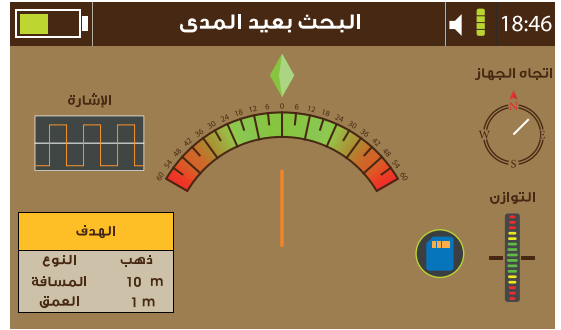 البحث بعيد المدى
18:46
اتجاه الجهاز
N
W E
S
الإشارة
60 54 48 42 36 30 24 18 12 6 0 6 12 18 24 30 36 42 48 54 60
التوازن
الهدف
النوع ذهب
المسافة 10 m
العمق 1 m